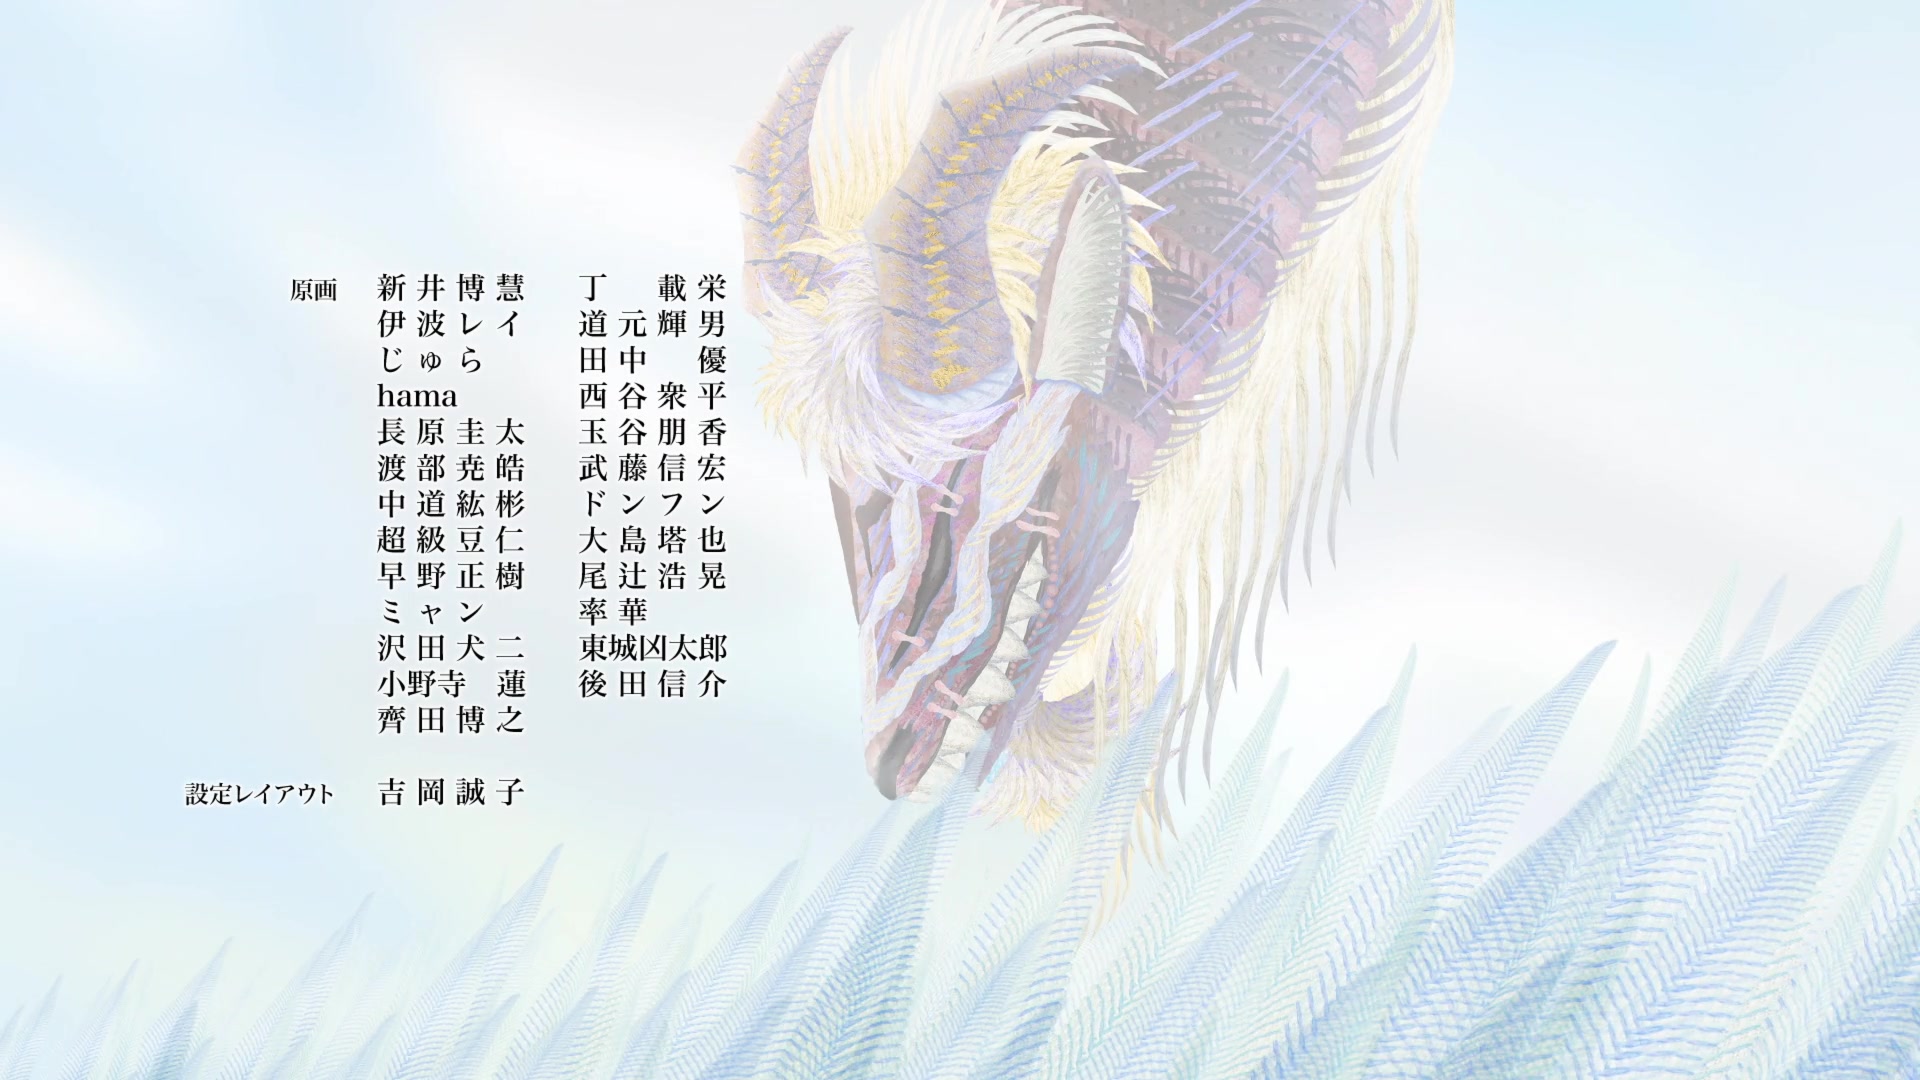 原画 新井博慧 丁 載栄
伊波レイ 道元輝男
じゅら 田中 優
hama 西谷衆平
長原圭太 玉谷朋香
渡部尭皓 武藤信宏
中道紘彬 ドンフン
超級豆仁 大島塔也
早野正樹 尾辻浩晃
ミャン 率華
沢田犬二 東城凶太郎
小野寺 蓮 後田信介
齊田博之
設定レイアウト 吉岡誠子